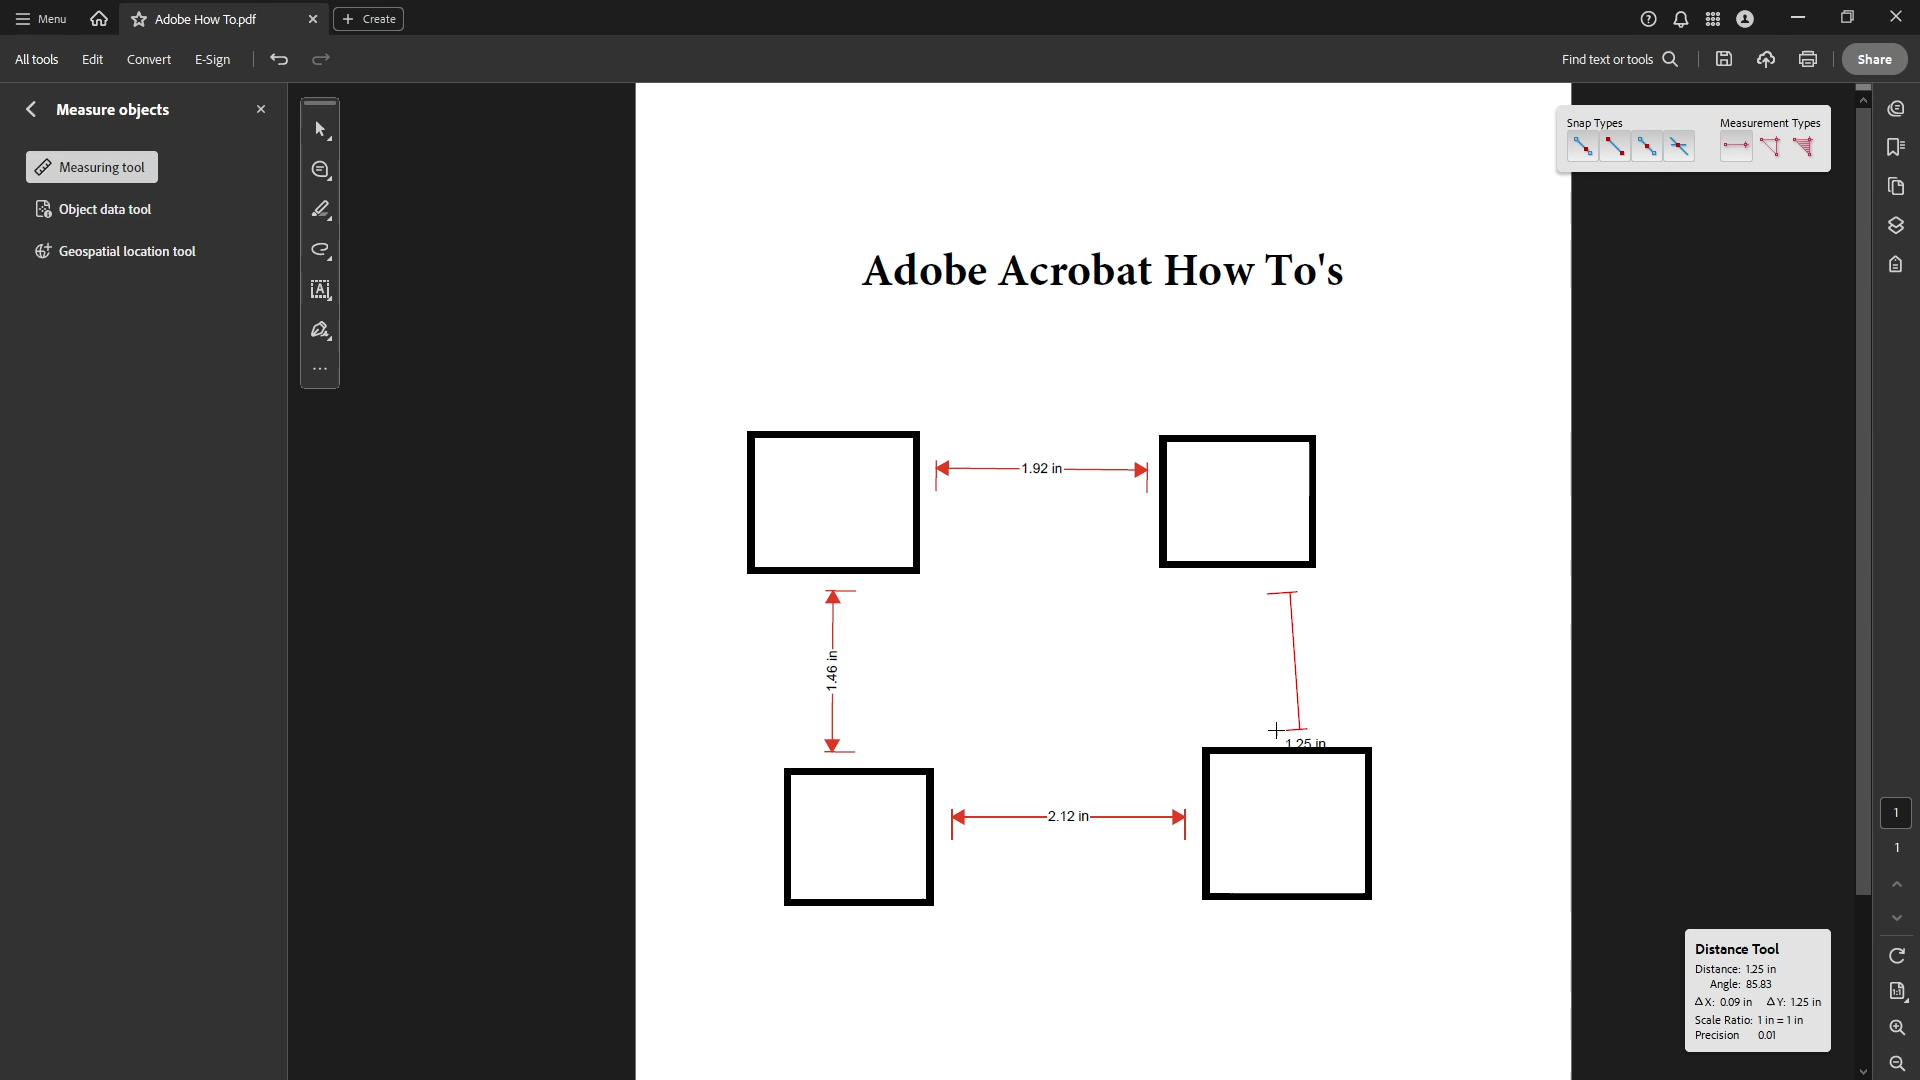 Menu
Adobe How To.pdf
Create
All tools
Edit
Convert
E-Sign
Find text or tools
Share
Measure objects
Measuring tool
Object data tool
Geospatial location tool
Snap Types
Measurement Types
Adobe Acrobat How To's
1.92 in
1.46 in
1.25 in
2.12 in
1
1
Distance Tool
Distance: 1.25 in
Angle: 85.83
ΔX: 0.09 in ΔY: 1.25 in
Scale Ratio: 1 in = 1 in
Precision 0.01